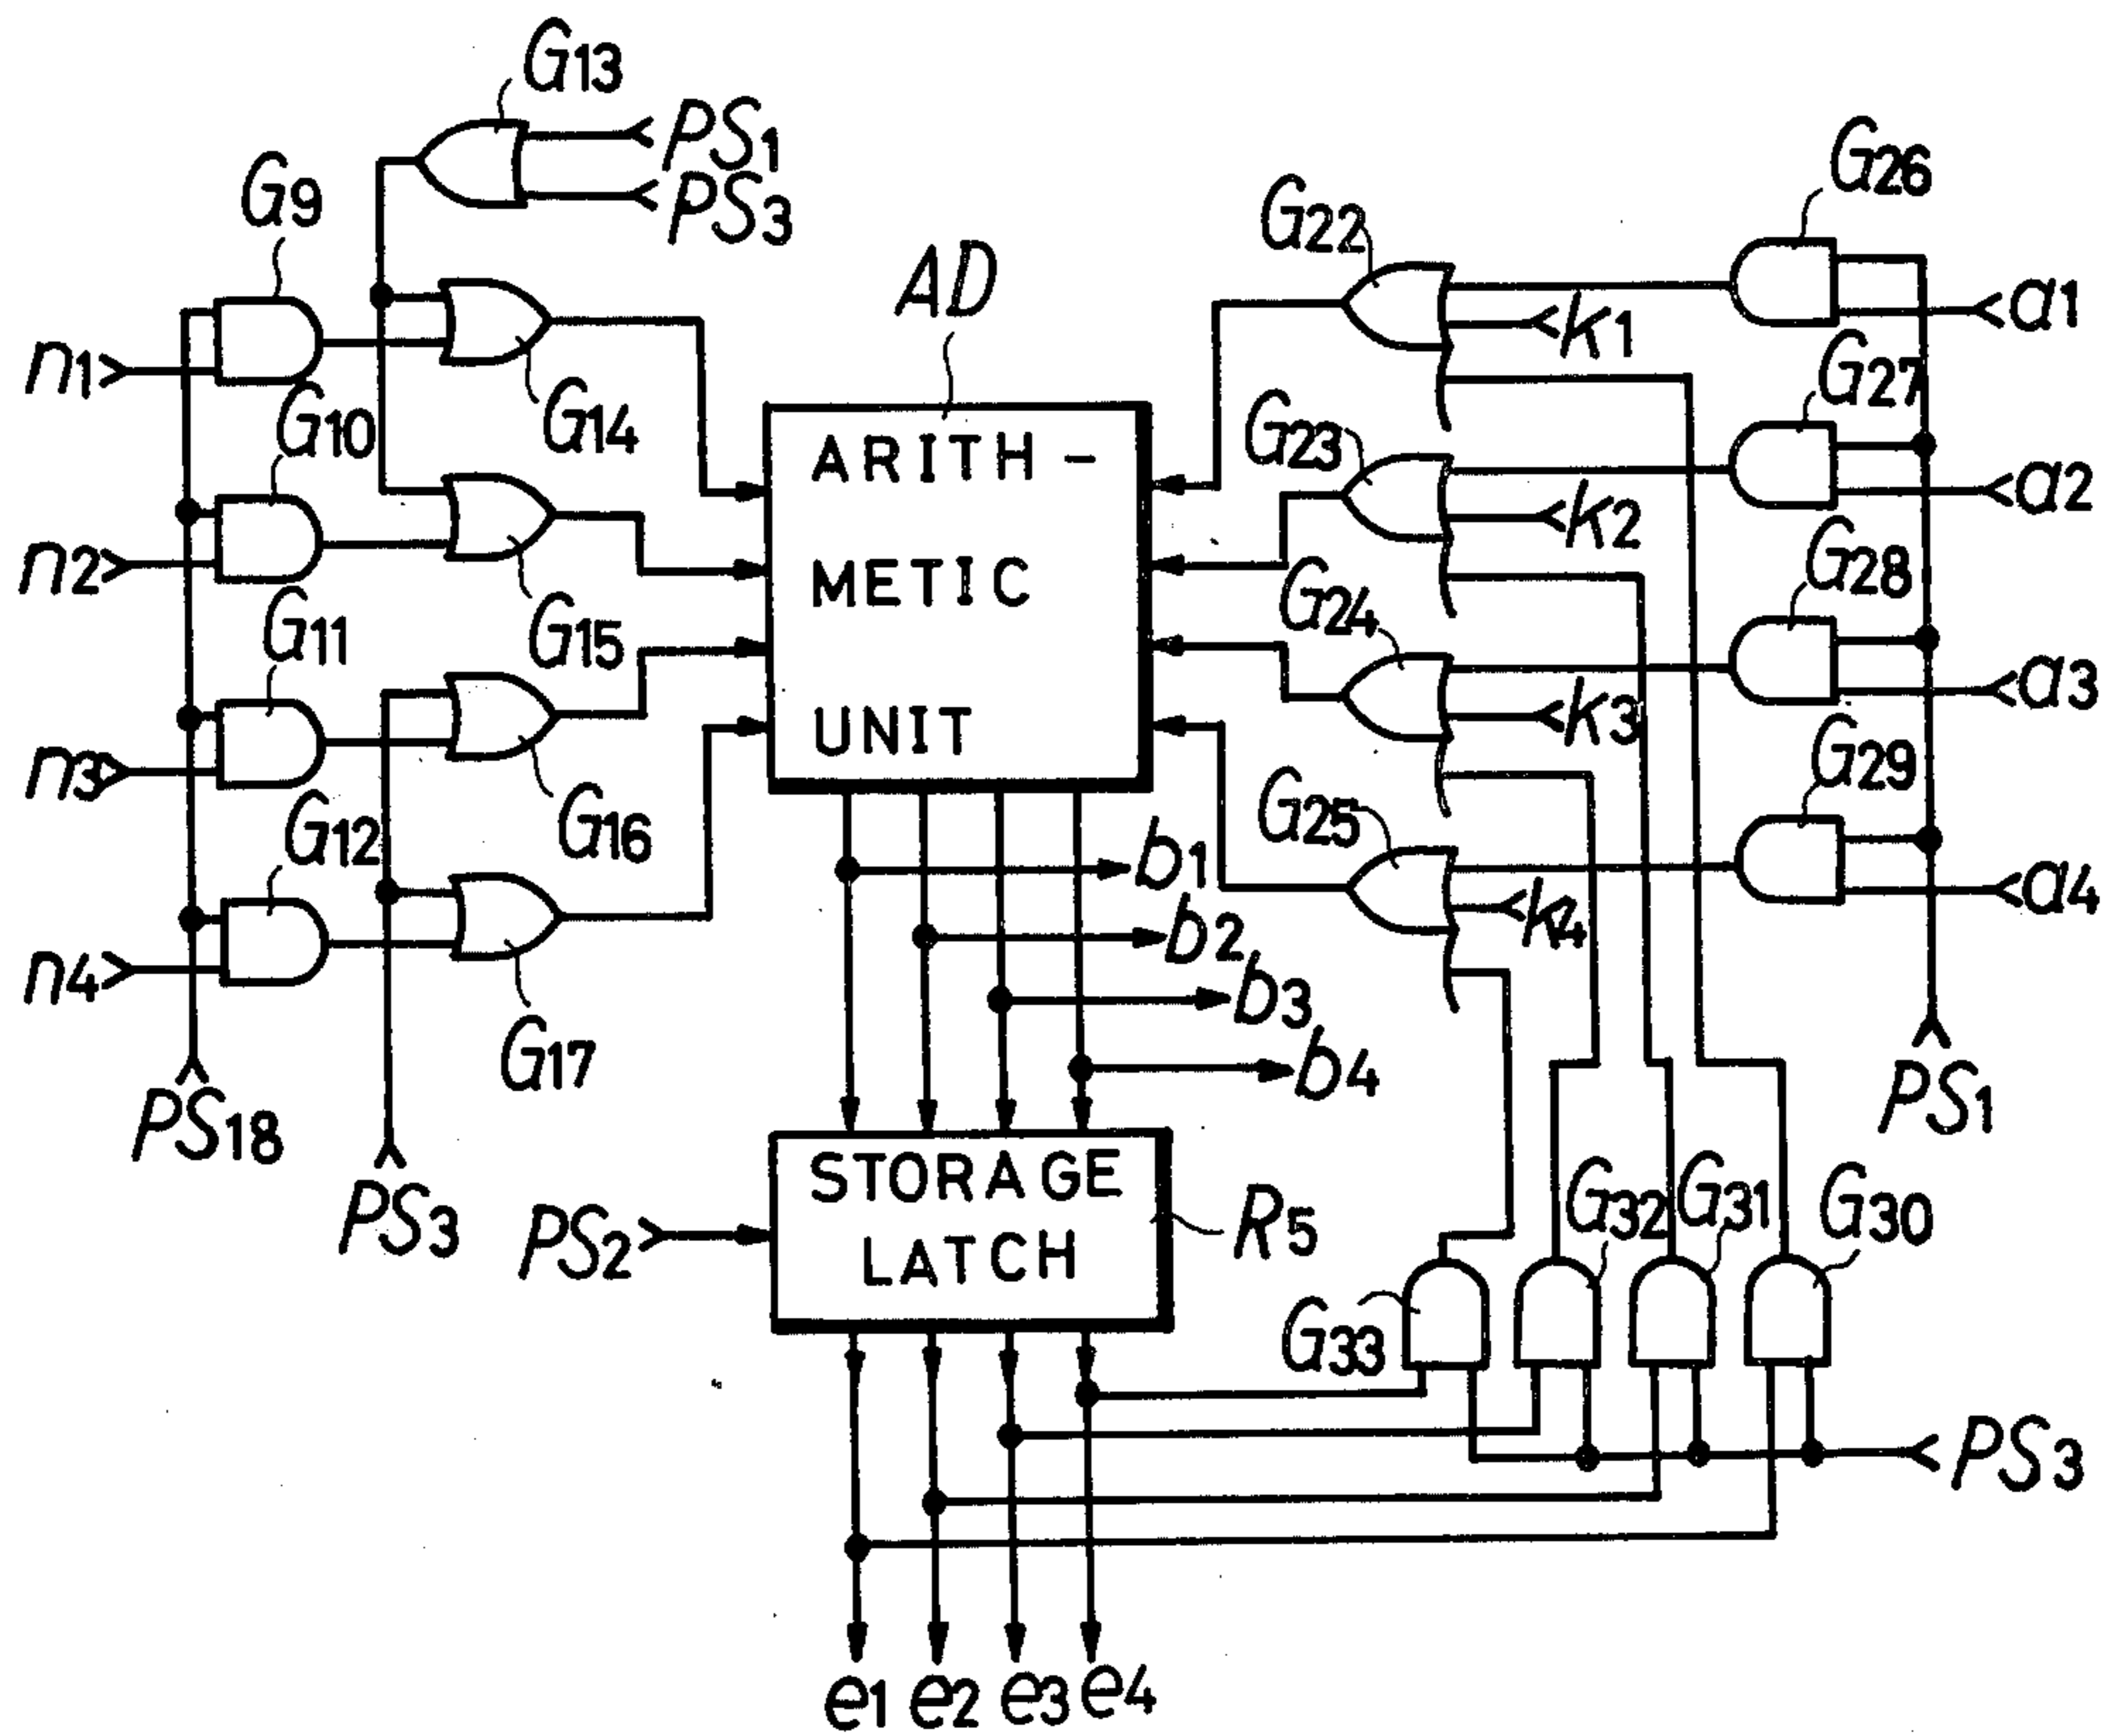 G13
PS1
PS3
G9
G26
G22
AD
a1
n1
k1
G27
G10
G14
G23
ARITH-
a2
k2
n2
G28
METIC
G24
G11
G15
a3
k3
UNIT
n3
G29
G12
G16
G25
b1
a4
k4
b2
n4
b3
G17
b4
PS18
PS1
PS3
STORAGE
G32
G31
G30
PS2
R5
LATCH
G33
PS3
e1
e2
e3
e4